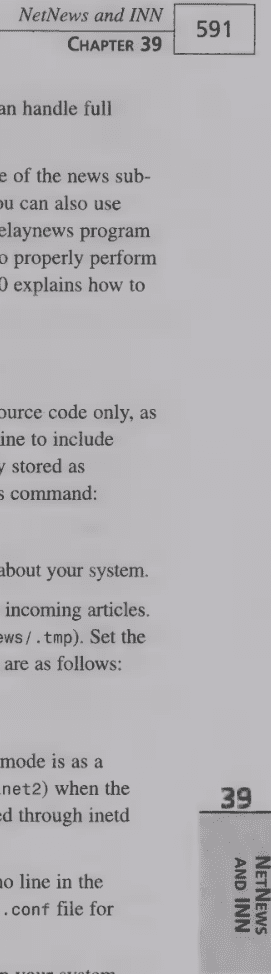 NetNews and INN
CHAPTER 39
591
an handle full
e of the news sub-
ou can also use
elaynews program
o properly perform
0 explains how to
ource code only, as
ine to include
y stored as
s command:
about your system.
incoming articles.
ews/.tmp). Set the
are as follows:
mode is as a
inet2) when the
ed through inetd
no line in the
.conf file for
39
NETNEWS
AND INN